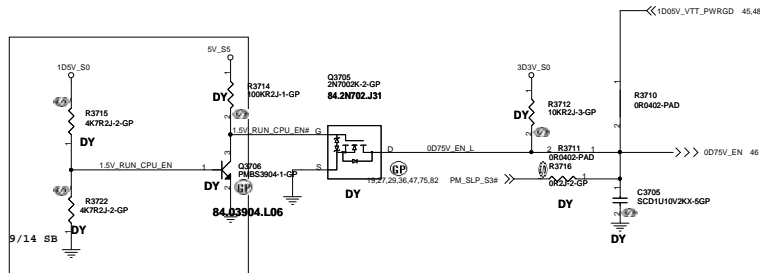 1D05V_VTT_PWRGD 45,48
5V_S5
1D5V_S0
Q3705
2N7002K-2-GP
84.2N702.J31
3D3V_S0
R3714
100KR2J-1-GP
DY
R3710
0R0402-PAD
R3712
10KR2J-3-GP
DY
R3715
4K7R2J-2-GP
DY
1.5V_RUN_CPU_EN# G
D
0D75V_EN_L
R3711
0R0402-PAD
0D75V_EN 46
1.5V_RUN_CPU_EN
S
Q3706
PMBS3904-1-GP
DY
84.03904.L06
DY
19,27,29,36,47,75,82
PM_SLP_S3#
R3716
0R2J-2-GP
DY
C3705
SCD1U10V2KX-5GP
DY
R3722
4K7R2J-2-GP
DY
9/14 SB